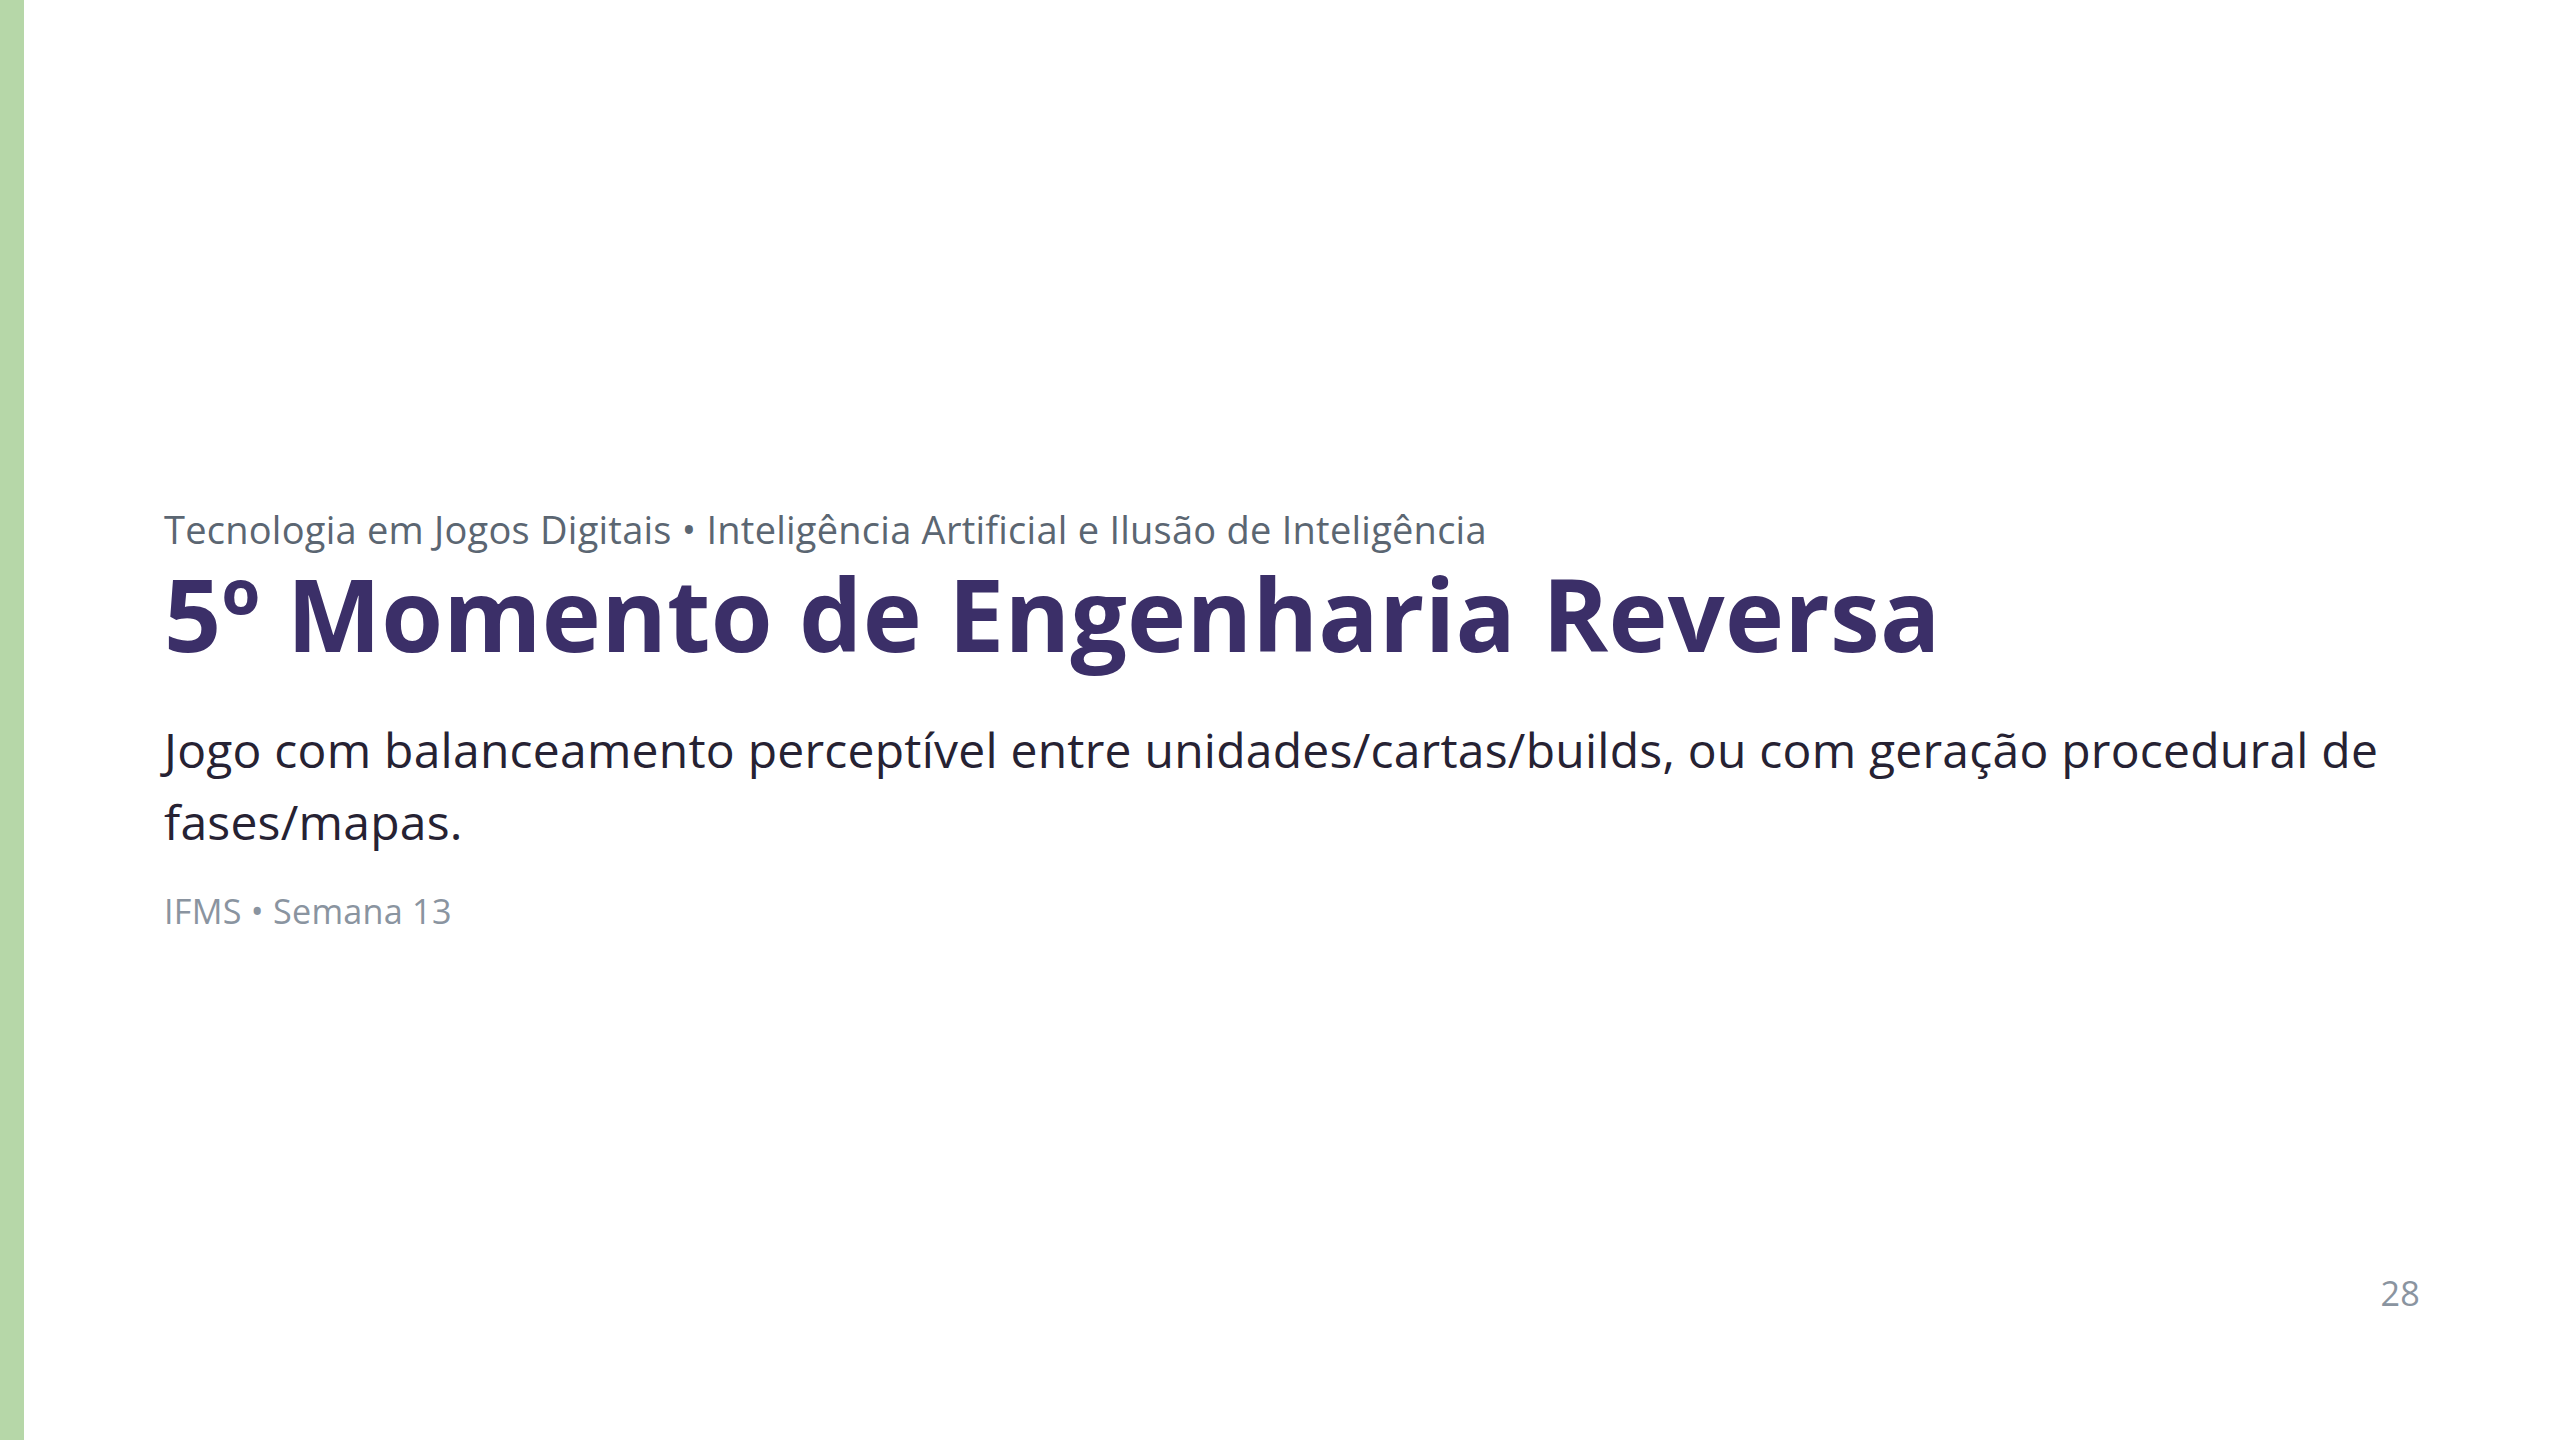 Tecnologia em Jogos Digitais • Inteligência Artificial e Ilusão de Inteligência
5º Momento de Engenharia Reversa
Jogo com balanceamento perceptível entre unidades/cartas/builds, ou com geração procedural de
fases/mapas.
IFMS • Semana 13
28